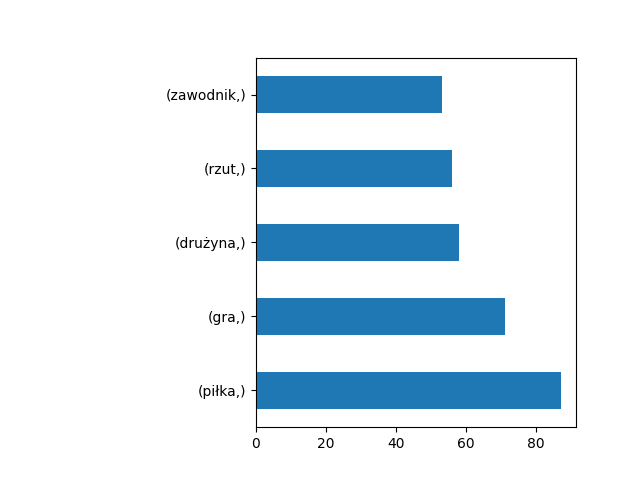 (zawodnik,)
(rzut,)
(drużyna,)
(gra,)
(piłka,)
0 20 40 60 80